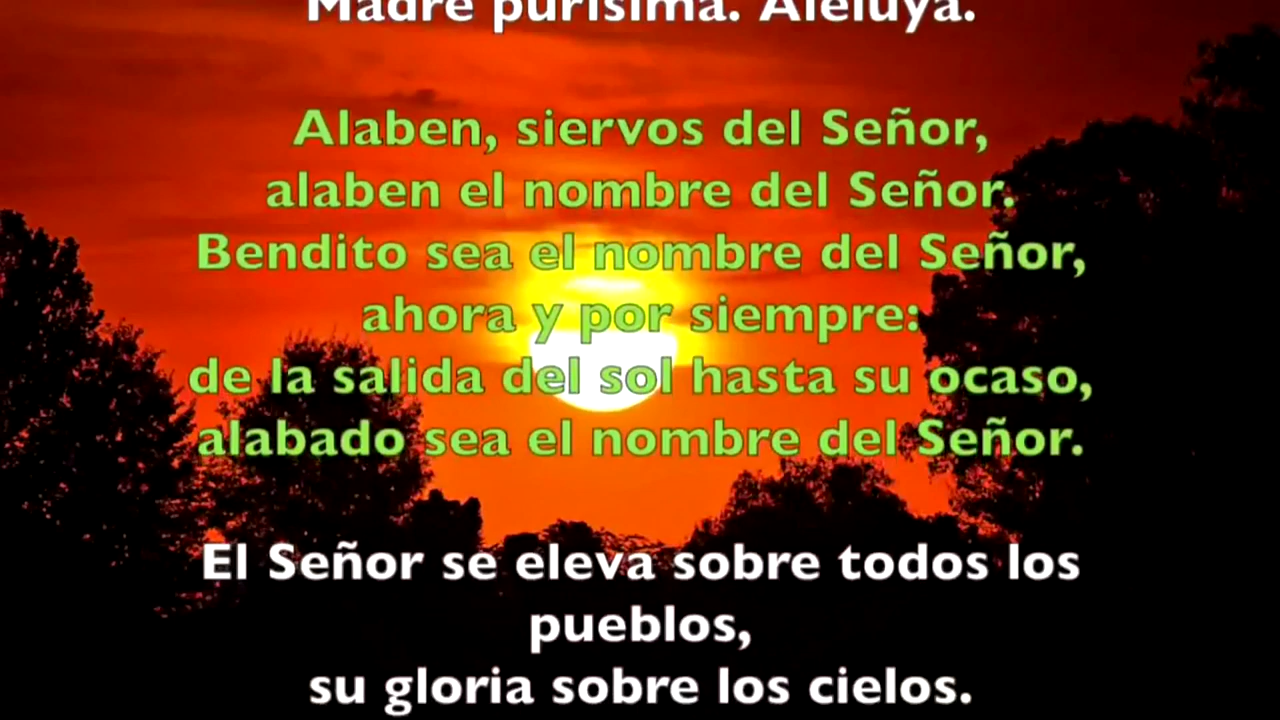 Madre purísima. Aleluya.
Alaben, siervos del Señor,
alaben el nombre del Señor.
Bendito sea el nombre del Señor,
ahora y por siempre:
de la salida del sol hasta su ocaso,
alabado sea el nombre del Señor.
El Señor se eleva sobre todos los
pueblos,
su gloria sobre los cielos.